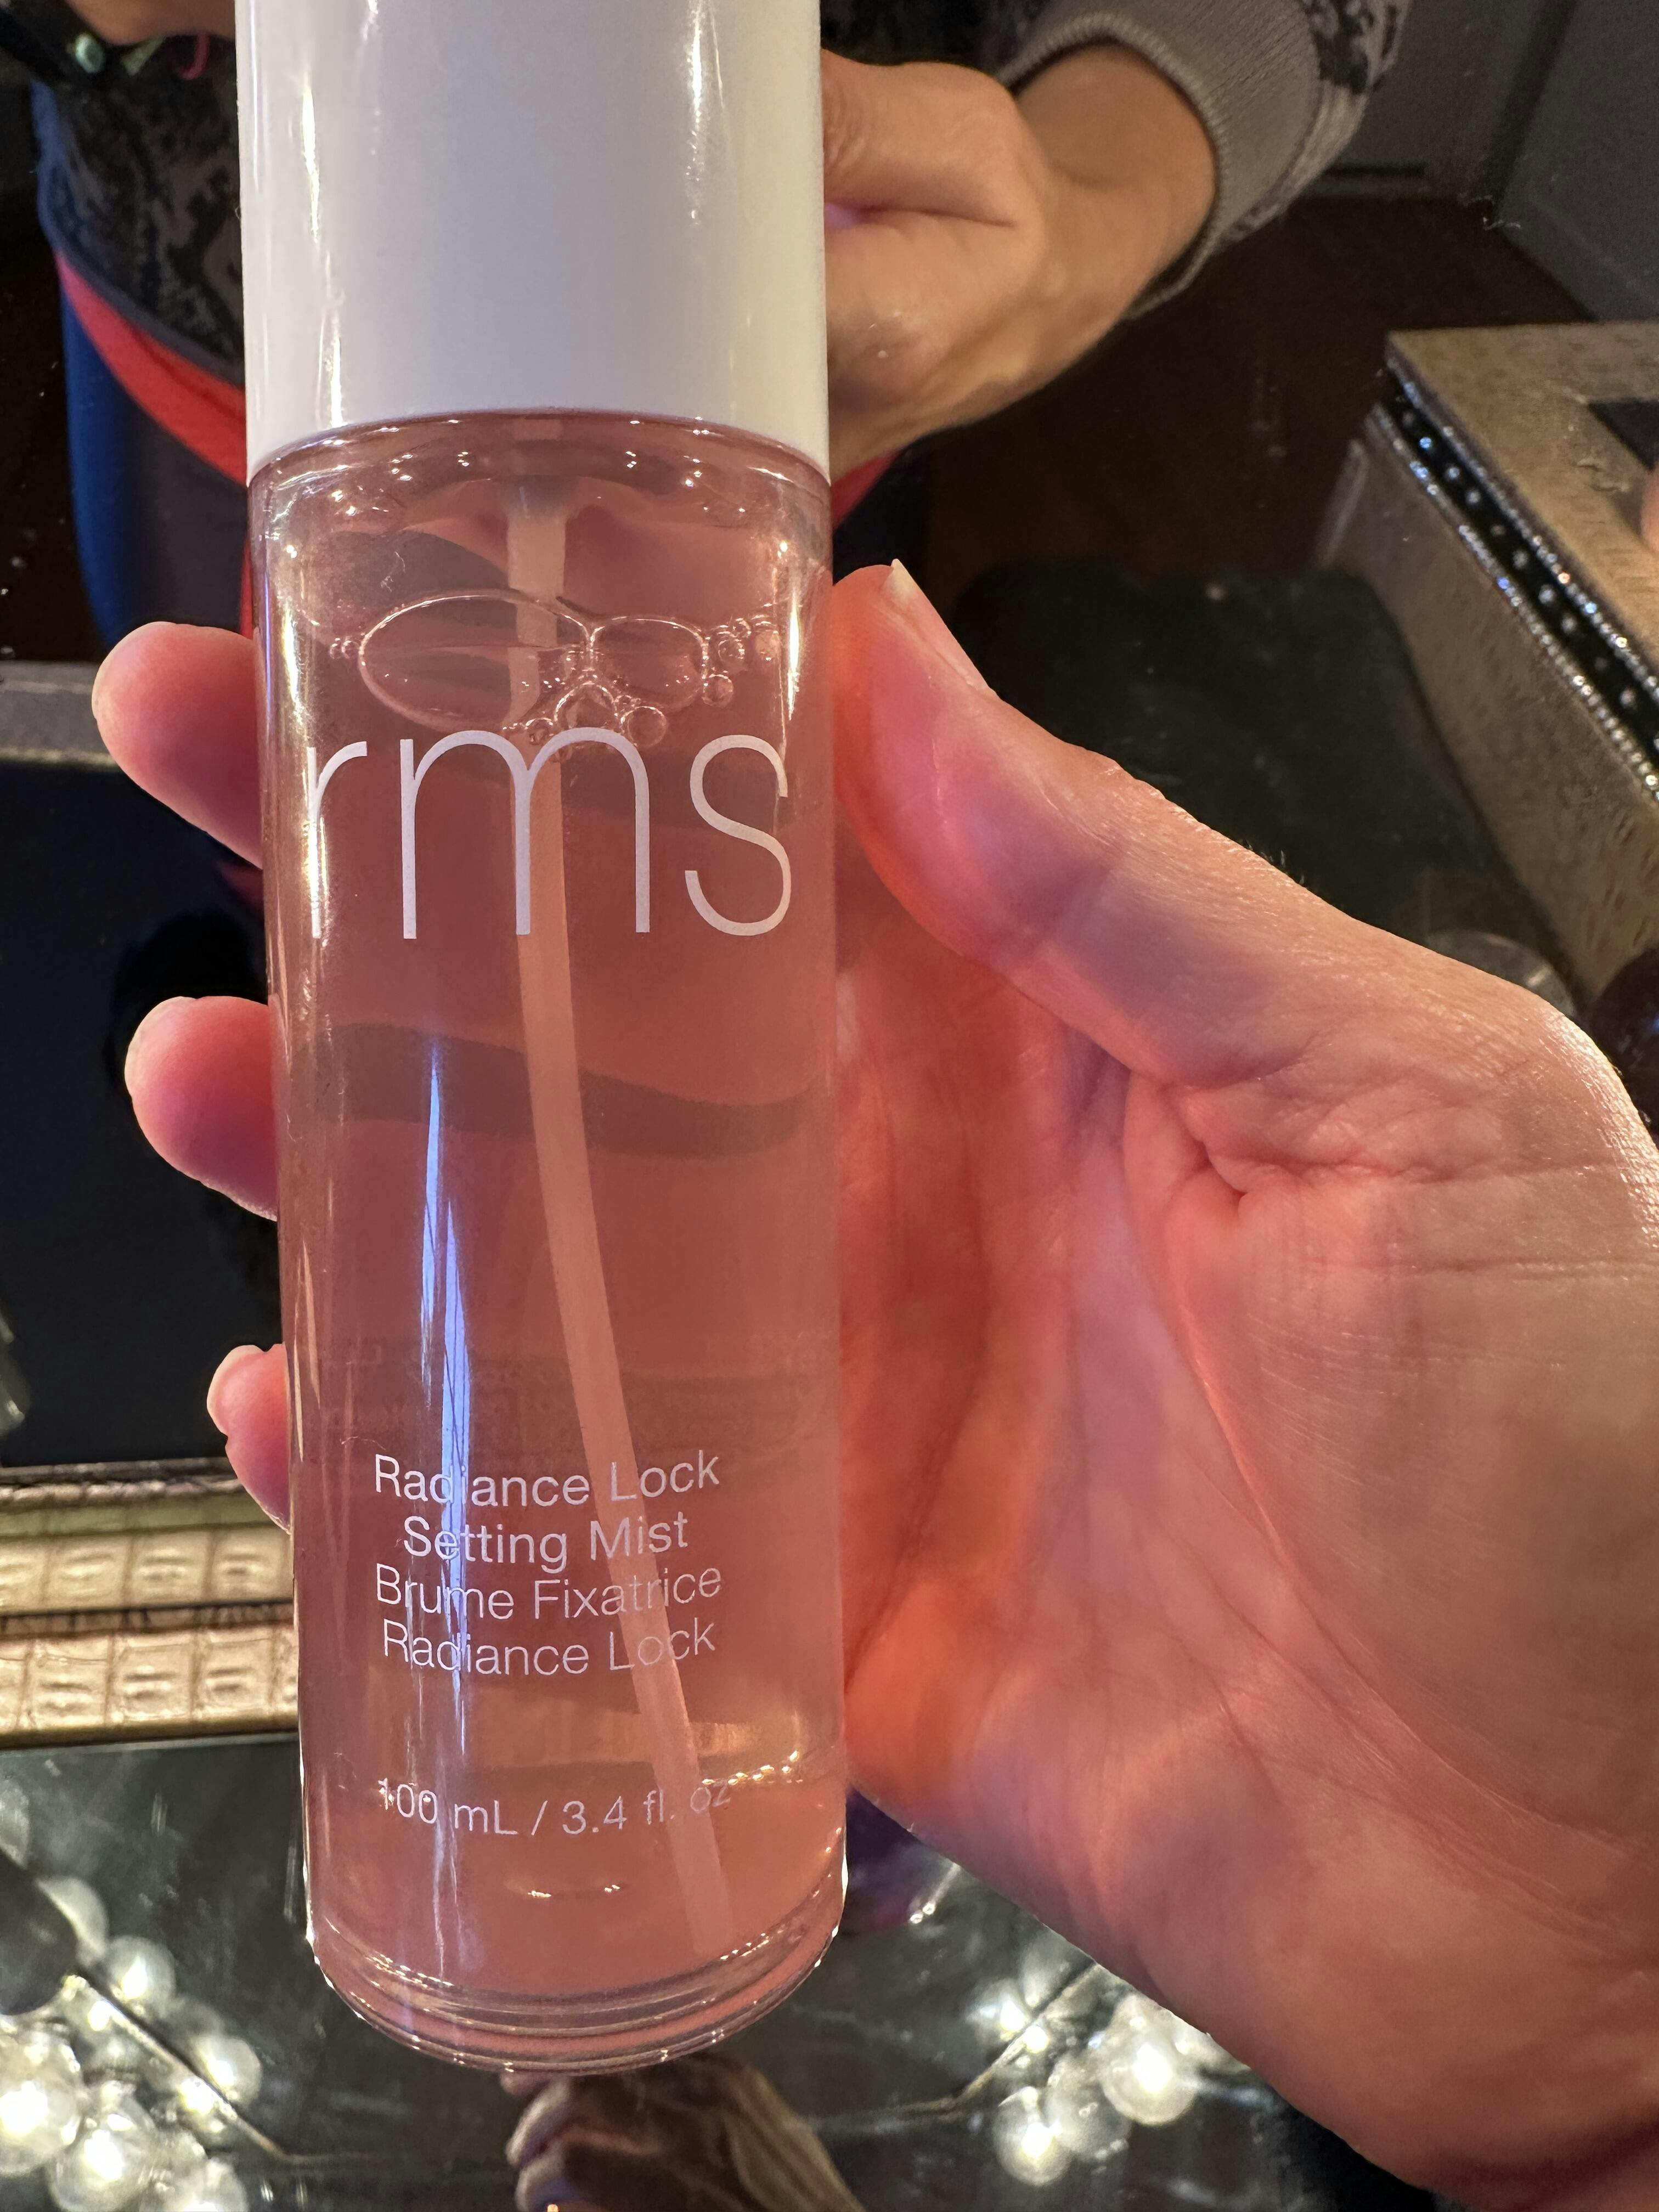 rms
Radiance Lock
Setting Mist
Brume Fixatrice
Radiance Lock
100 mL / 3.4 fl. oz